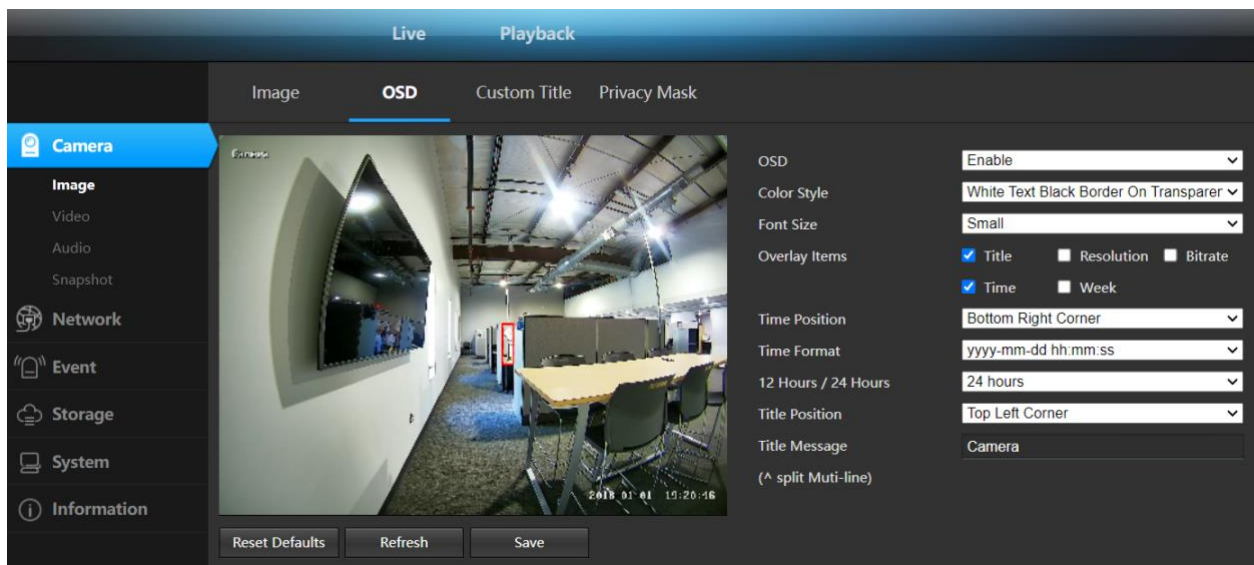 Live Playback
Image OSD Custom Title Privacy Mask
Camera
Image
Video
Audio
Snapshot
Network
Event
Storage
System
Information
Camera
2018-01-01 19:20:46
Reset Defaults Refresh Save
OSD Enable
Color Style White Text Black Border On Transparer
Font Size Small
Overlay Items Title Resolution Bitrate
Time Week
Time Position Bottom Right Corner
Time Format yyyy-mm-dd hh:mm:ss
12 Hours / 24 Hours 24 hours
Title Position Top Left Corner
Title Message Camera
(^ split Muti-line)